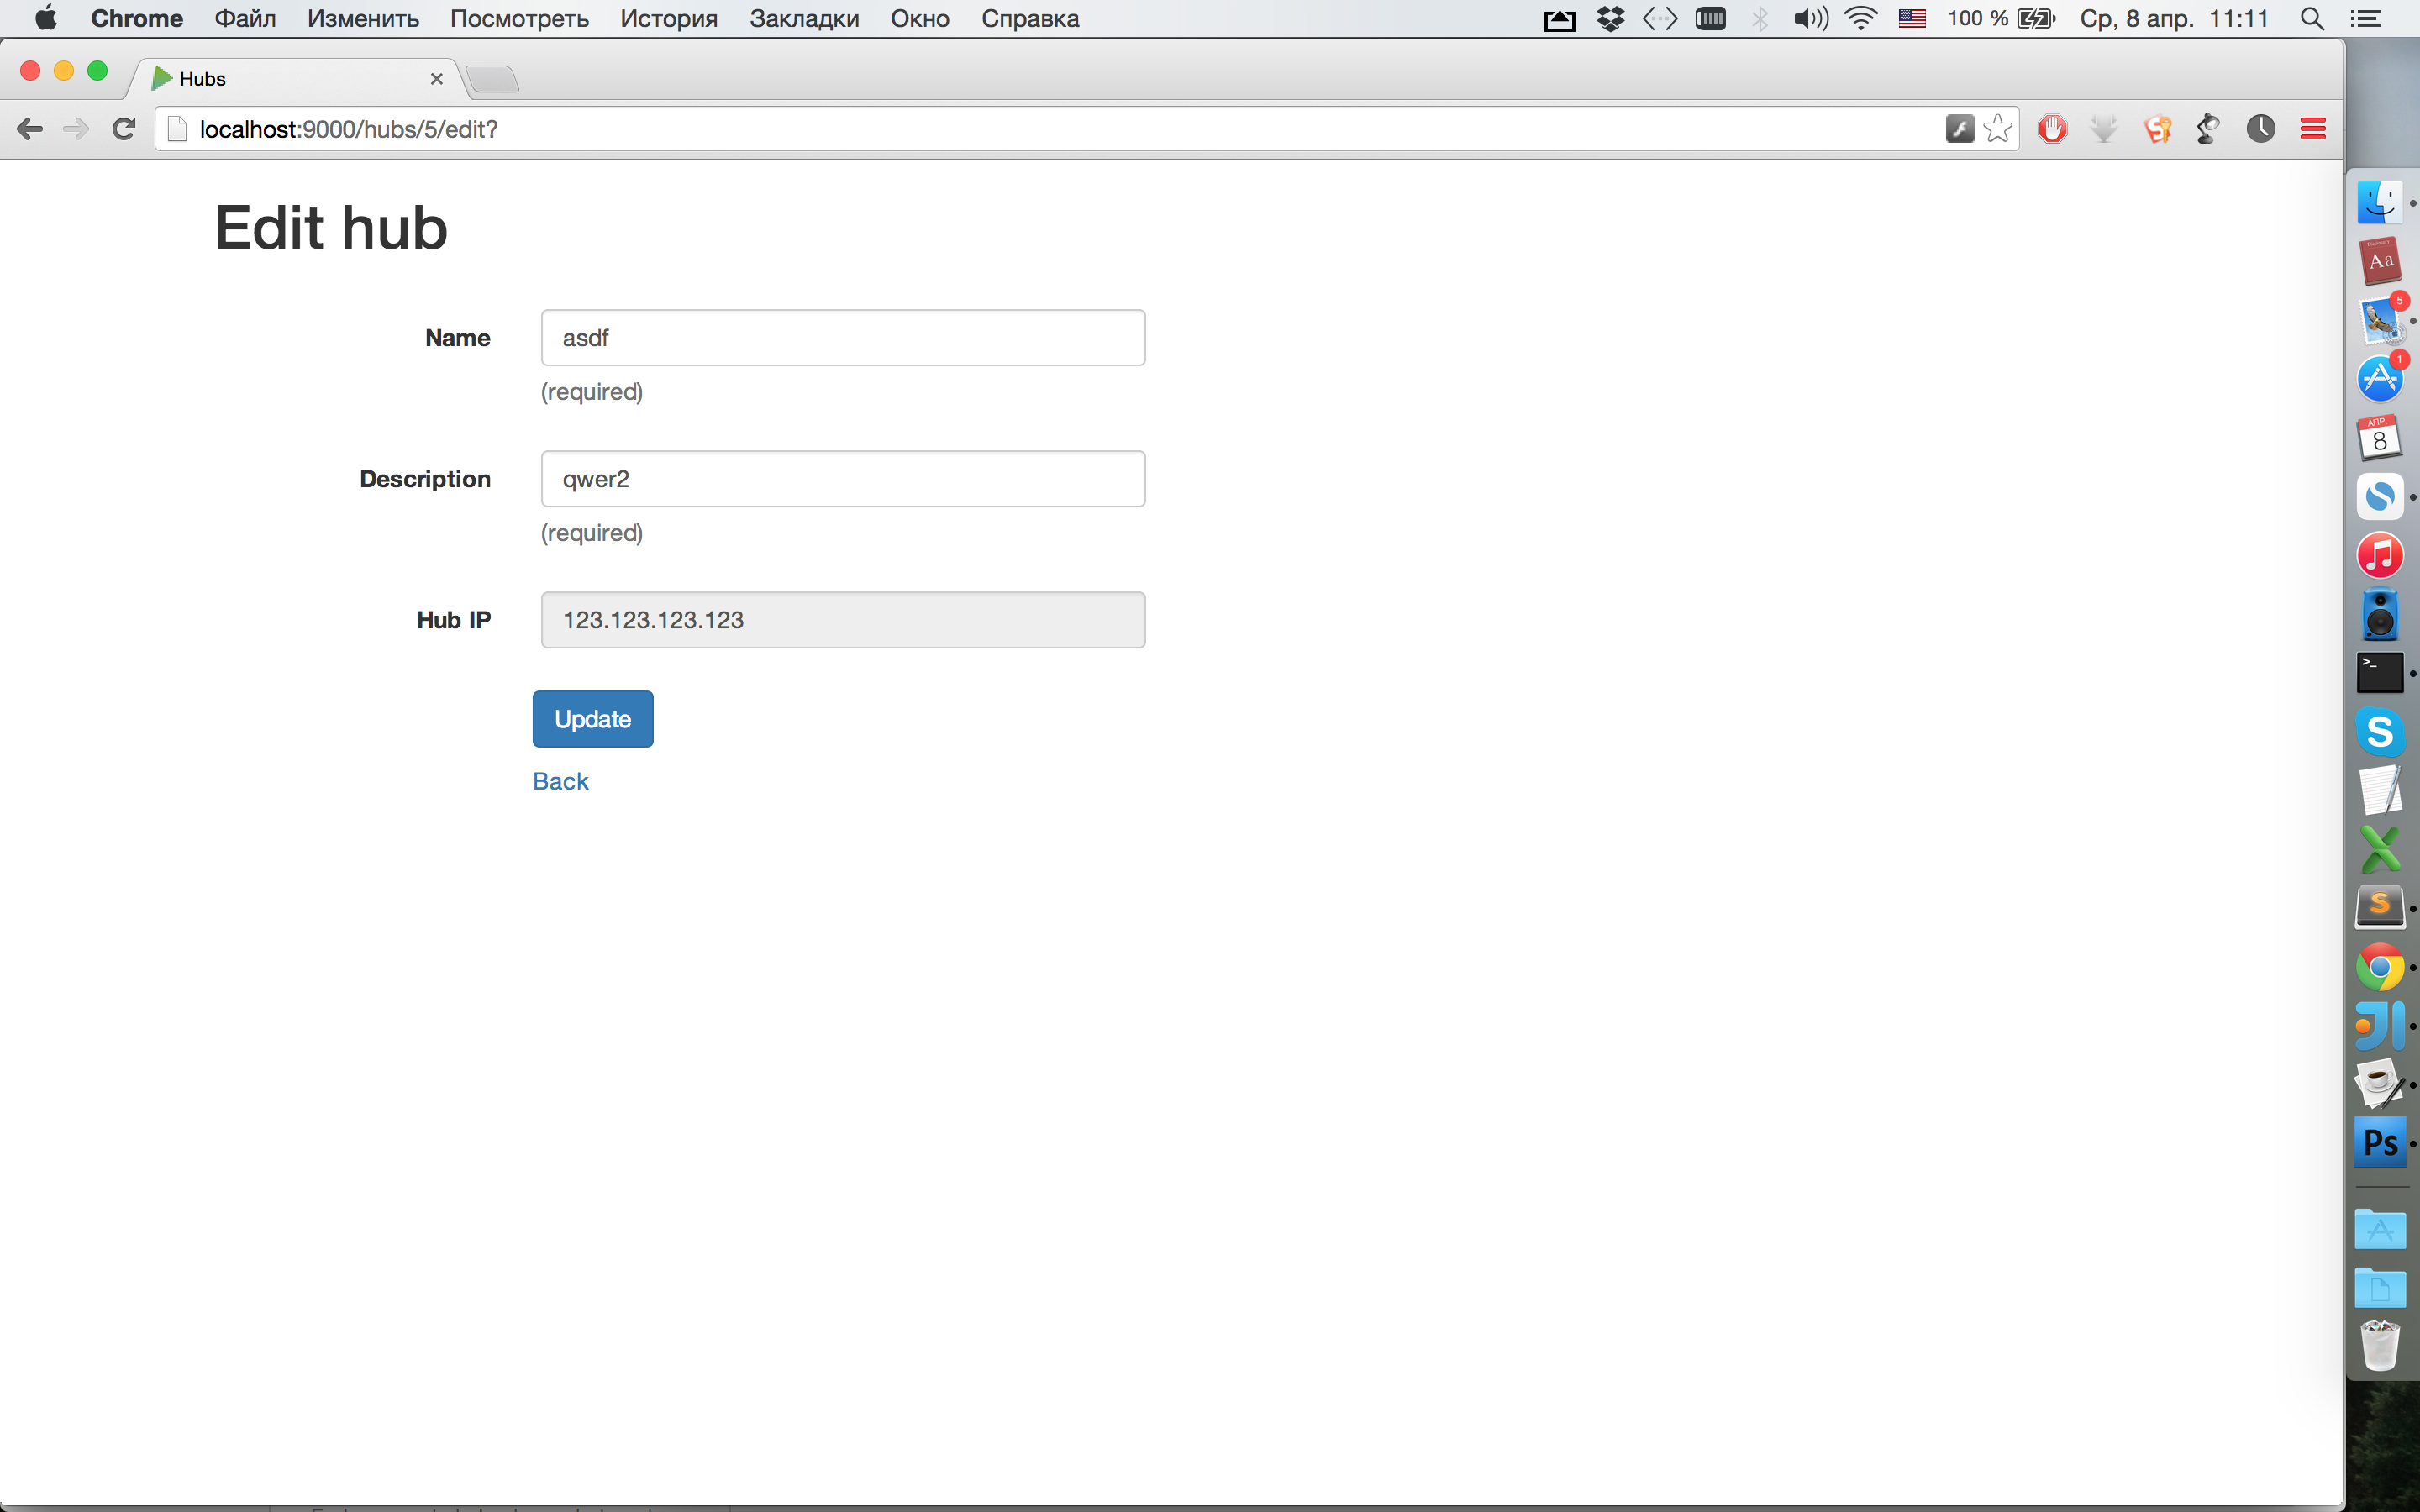 Chrome Файл Изменить Посмотреть История Закладки Окно Справка 100 % Ср, 8 апр. 11:11
Hubs
localhost:9000/hubs/5/edit?
Edit hub
Name asdf
(required)
Description qwer2
(required)
Hub IP 123.123.123.123
Update
Back
Dictionary
Aa
5
1
АПР.
8
>_
S
S
Ps